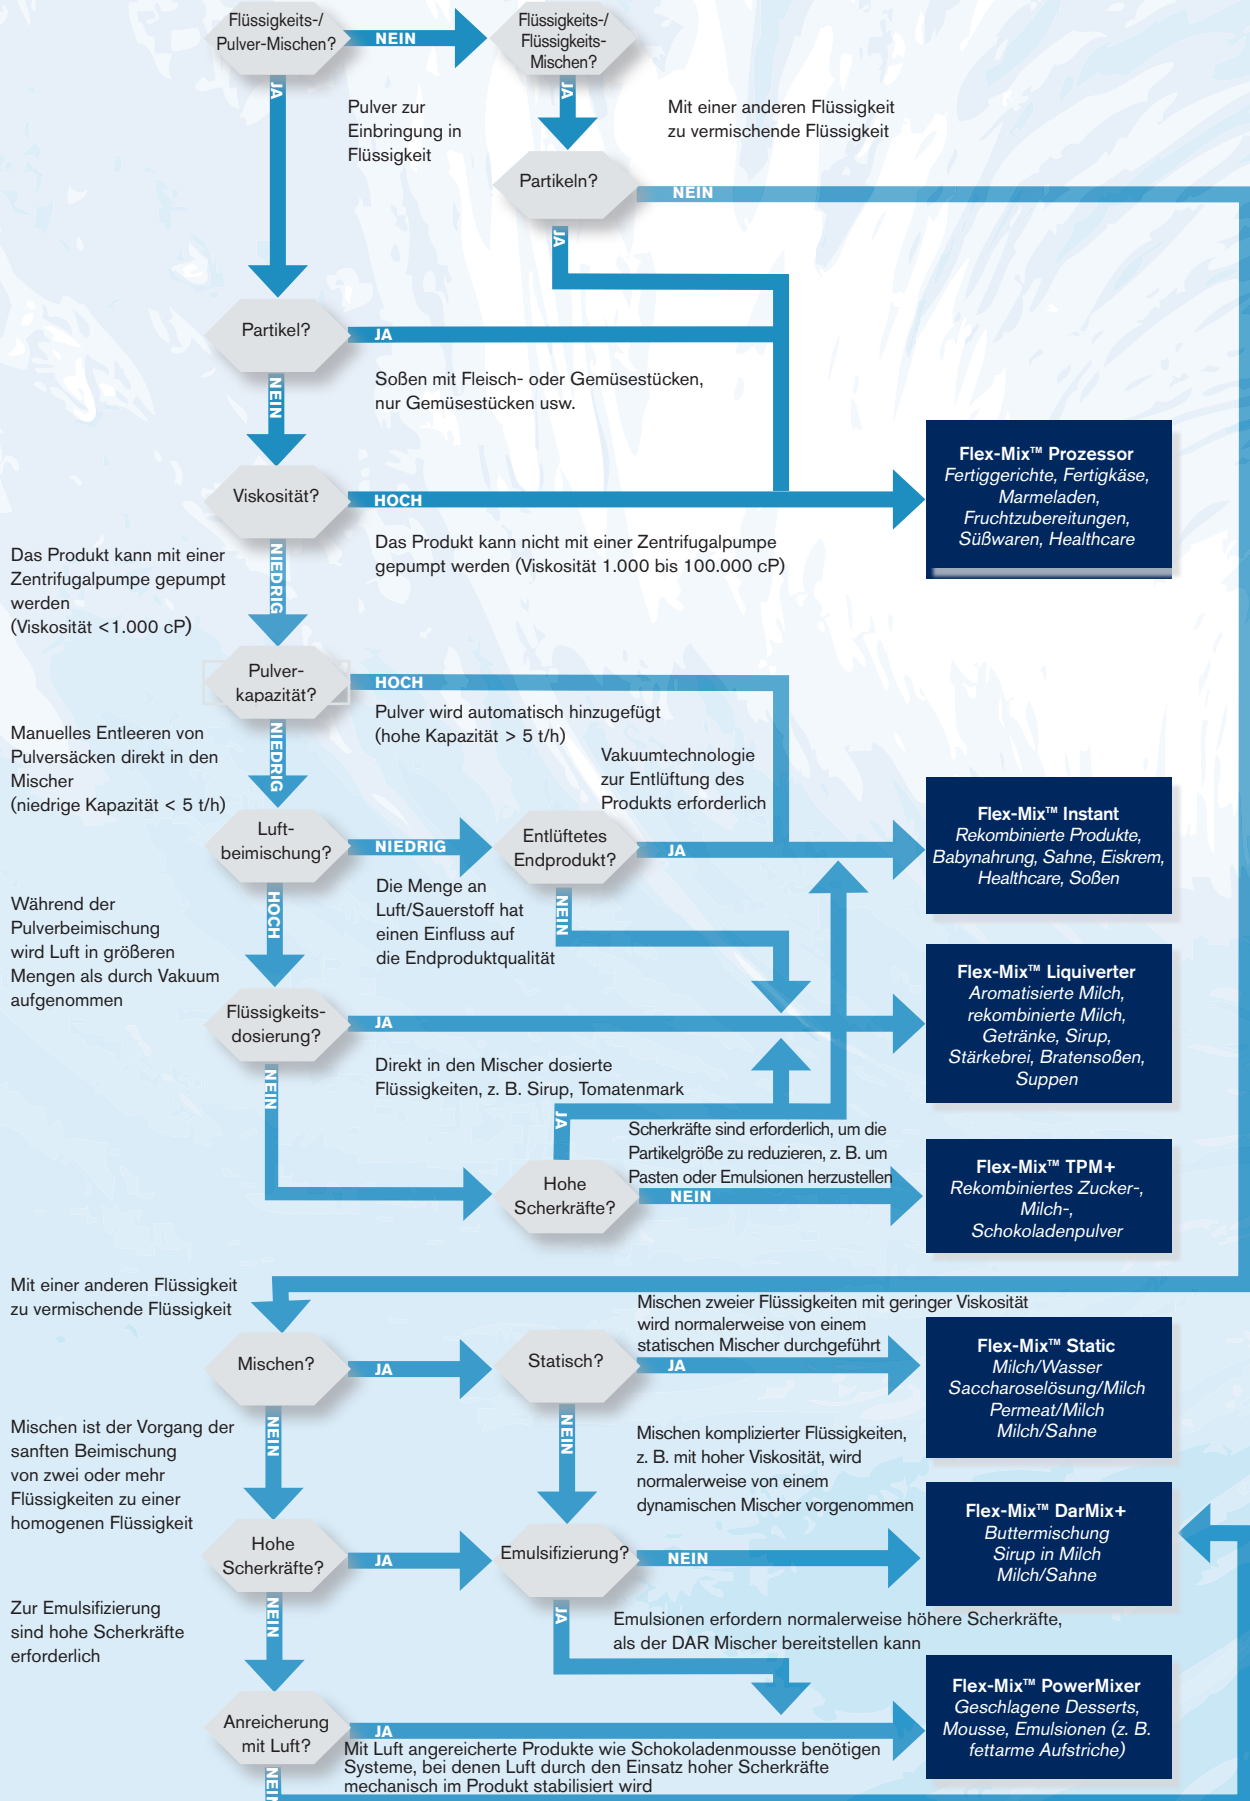 Flüssigkeits-/
Pulver-Mischen?
NEIN
Flüssigkeits-/
Flüssigkeits-
Mischen?
JA
JA
Pulver zur
Einbringung in
Flüssigkeit
Mit einer anderen Flüssigkeit
zu vermischende Flüssigkeit
Partikeln?
NEIN
JA
Partikel?
JA
NEIN
Soßen mit Fleisch- oder Gemüsestücken,
nur Gemüsestücken usw.
Viskosität?
HOCH
Flex-Mix™ Prozessor
Fertiggerichte, Fertigkäse,
Marmeladen,
Fruchtzubereitungen,
Süßwaren, Healthcare
Das Produkt kann mit einer
Zentrifugalpumpe gepumpt
werden
(Viskosität <1.000 cP)
NIEDRIG
Das Produkt kann nicht mit einer Zentrifugalpumpe
gepumpt werden (Viskosität 1.000 bis 100.000 cP)
Pulver-
kapazität?
HOCH
Pulver wird automatisch hinzugefügt
(hohe Kapazität > 5 t/h)
Manuelles Entleeren von
Pulversäcken direkt in den
Mischer
(niedrige Kapazität < 5 t/h)
NIEDRIG
Vakuumtechnologie
zur Entlüftung des
Produkts erforderlich
Luft-
beimischung?
NIEDRIG
Entlüftetes
Endprodukt?
JA
Flex-Mix™ Instant
Rekombinierte Produkte,
Babynahrung, Sahne, Eiskrem,
Healthcare, Soßen
Während der
Pulverbeimischung
wird Luft in größeren
Mengen als durch Vakuum
aufgenommen
HOCH
Die Menge an
Luft/Sauerstoff hat
einen Einfluss auf
die Endproduktqualität
NEIN
Flüssigkeits-
dosierung?
JA
Flex-Mix™ Liquiverter
Aromatisierte Milch,
rekombinierte Milch,
Getränke, Sirup,
Stärkebrei, Bratensoßen,
Suppen
NEIN
Direkt in den Mischer dosierte
Flüssigkeiten, z. B. Sirup, Tomatenmark
JA
Scherkräfte sind erforderlich, um die
Partikelgröße zu reduzieren, z. B. um
Pasten oder Emulsionen herzustellen
Hohe
Scherkräfte?
NEIN
Flex-Mix™ TPM+
Rekombiniertes Zucker-,
Milch-,
Schokoladenpulver
Mit einer anderen Flüssigkeit
zu vermischende Flüssigkeit
Mischen zweier Flüssigkeiten mit geringer Viskosität
wird normalerweise von einem
statischen Mischer durchgeführt
Mischen?
JA
Statisch?
JA
Flex-Mix™ Static
Milch/Wasser
Saccharoselösung/Milch
Permeat/Milch
Milch/Sahne
Mischen ist der Vorgang der
sanften Beimischung
von zwei oder mehr
Flüssigkeiten zu einer
homogenen Flüssigkeit
NEIN
NEIN
Mischen komplizierter Flüssigkeiten,
z. B. mit hoher Viskosität, wird
normalerweise von einem
dynamischen Mischer vorgenommen
Hohe
Scherkräfte?
JA
Emulsifizierung?
NEIN
Flex-Mix™ DarMix+
Buttermischung
Sirup in Milch
Milch/Sahne
Zur Emulsifizierung
sind hohe Scherkräfte
erforderlich
NEIN
JA
Emulsionen erfordern normalerweise höhere Scherkräfte,
als der DAR Mischer bereitstellen kann
Anreicherung
mit Luft?
JA
Mit Luft angereicherte Produkte wie Schokoladenmousse benötigen
Systeme, bei denen Luft durch den Einsatz hoher Scherkräfte
mechanisch im Produkt stabilisiert wird
Flex-Mix™ PowerMixer
Geschlagene Desserts,
Mousse, Emulsionen (z. B.
fettarme Aufstriche)
NEIN